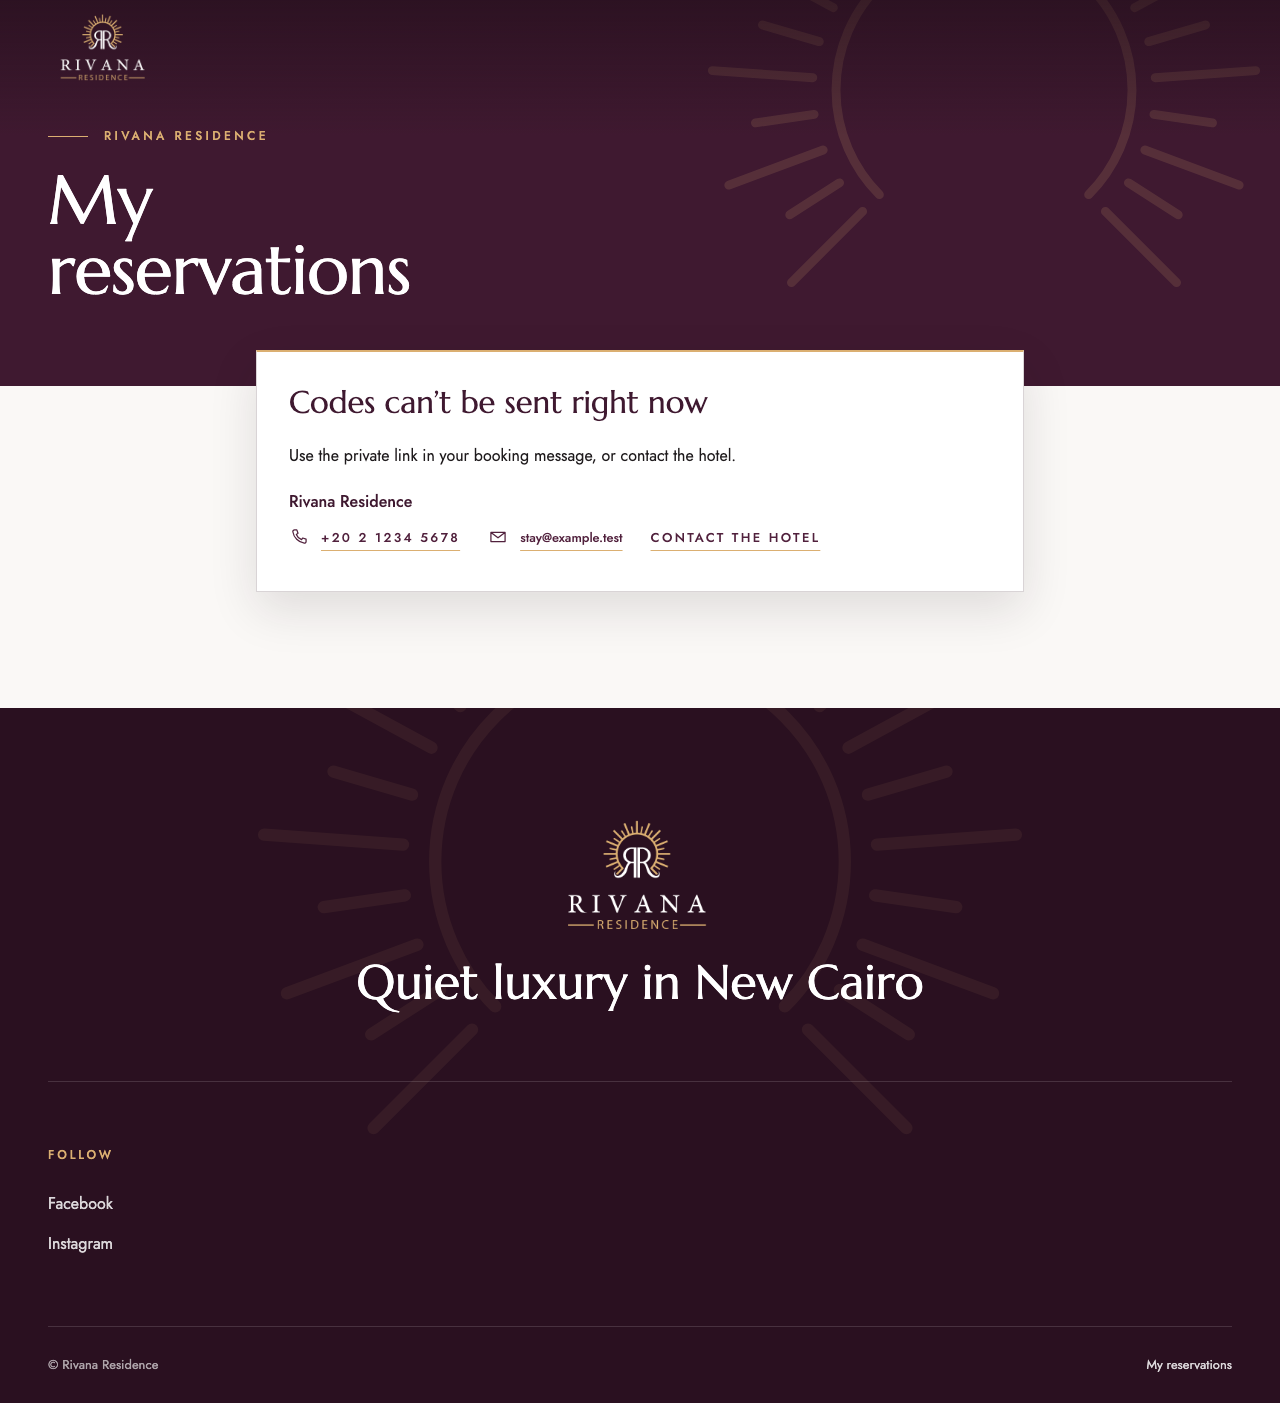 RIVANA
RESIDENCE
RIVANA RESIDENCE
My
reservations
Codes can’t be sent right now
Use the private link in your booking message, or contact the hotel.
Rivana Residence
+20 2 1234 5678 stay@example.test CONTACT THE HOTEL
RIVANA
RESIDENCE
Quiet luxury in New Cairo
FOLLOW
Facebook
Instagram
© Rivana Residence My reservations